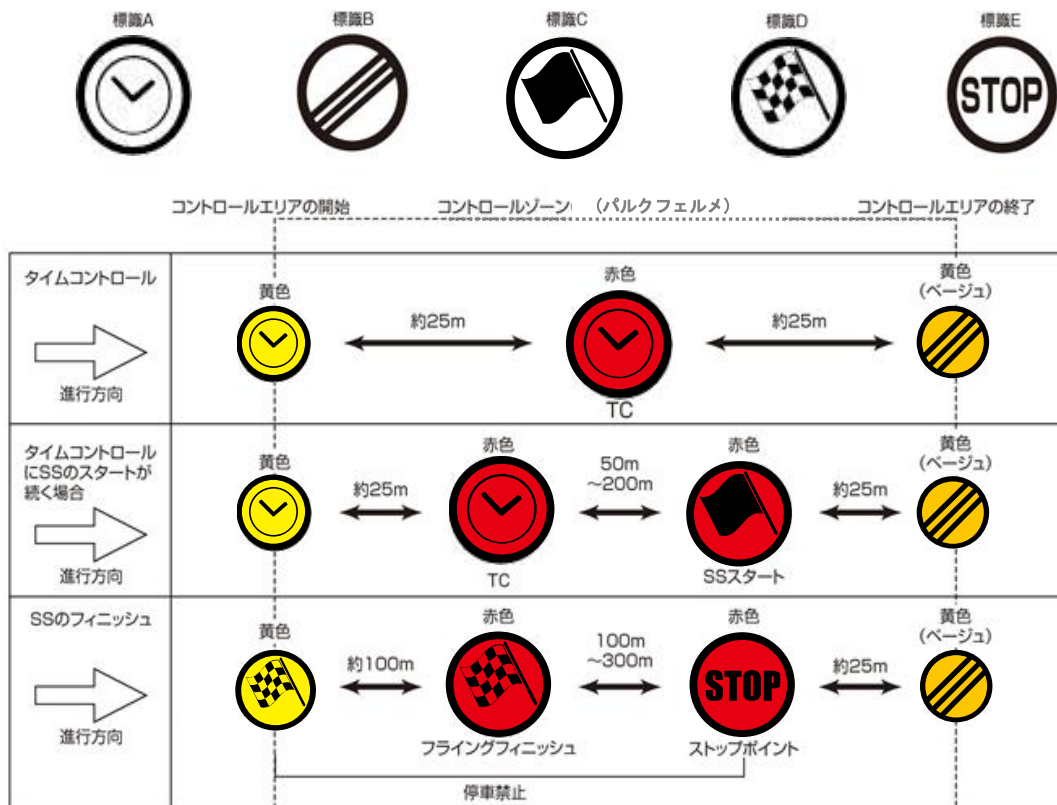 標識A
標識B
標識C
標識D
標識E
STOP
コントロールエリアの開始
コントロールゾーン（パルクフェルメ）
コントロールエリアの終了
タイムコントロール
進行方向
黄色
約25m
赤色
TC
約25m
黄色
（ベージュ）
タイムコントロール
にSSのスタートが
続く場合
進行方向
黄色
約25m
赤色
TC
50m
～200m
赤色
SSスタート
約25m
黄色
（ベージュ）
SSのフィニッシュ
進行方向
黄色
約100m
赤色
フライングフィニッシュ
100m
～300m
赤色
STOP
ストップポイント
約25m
黄色
（ベージュ）
停車禁止